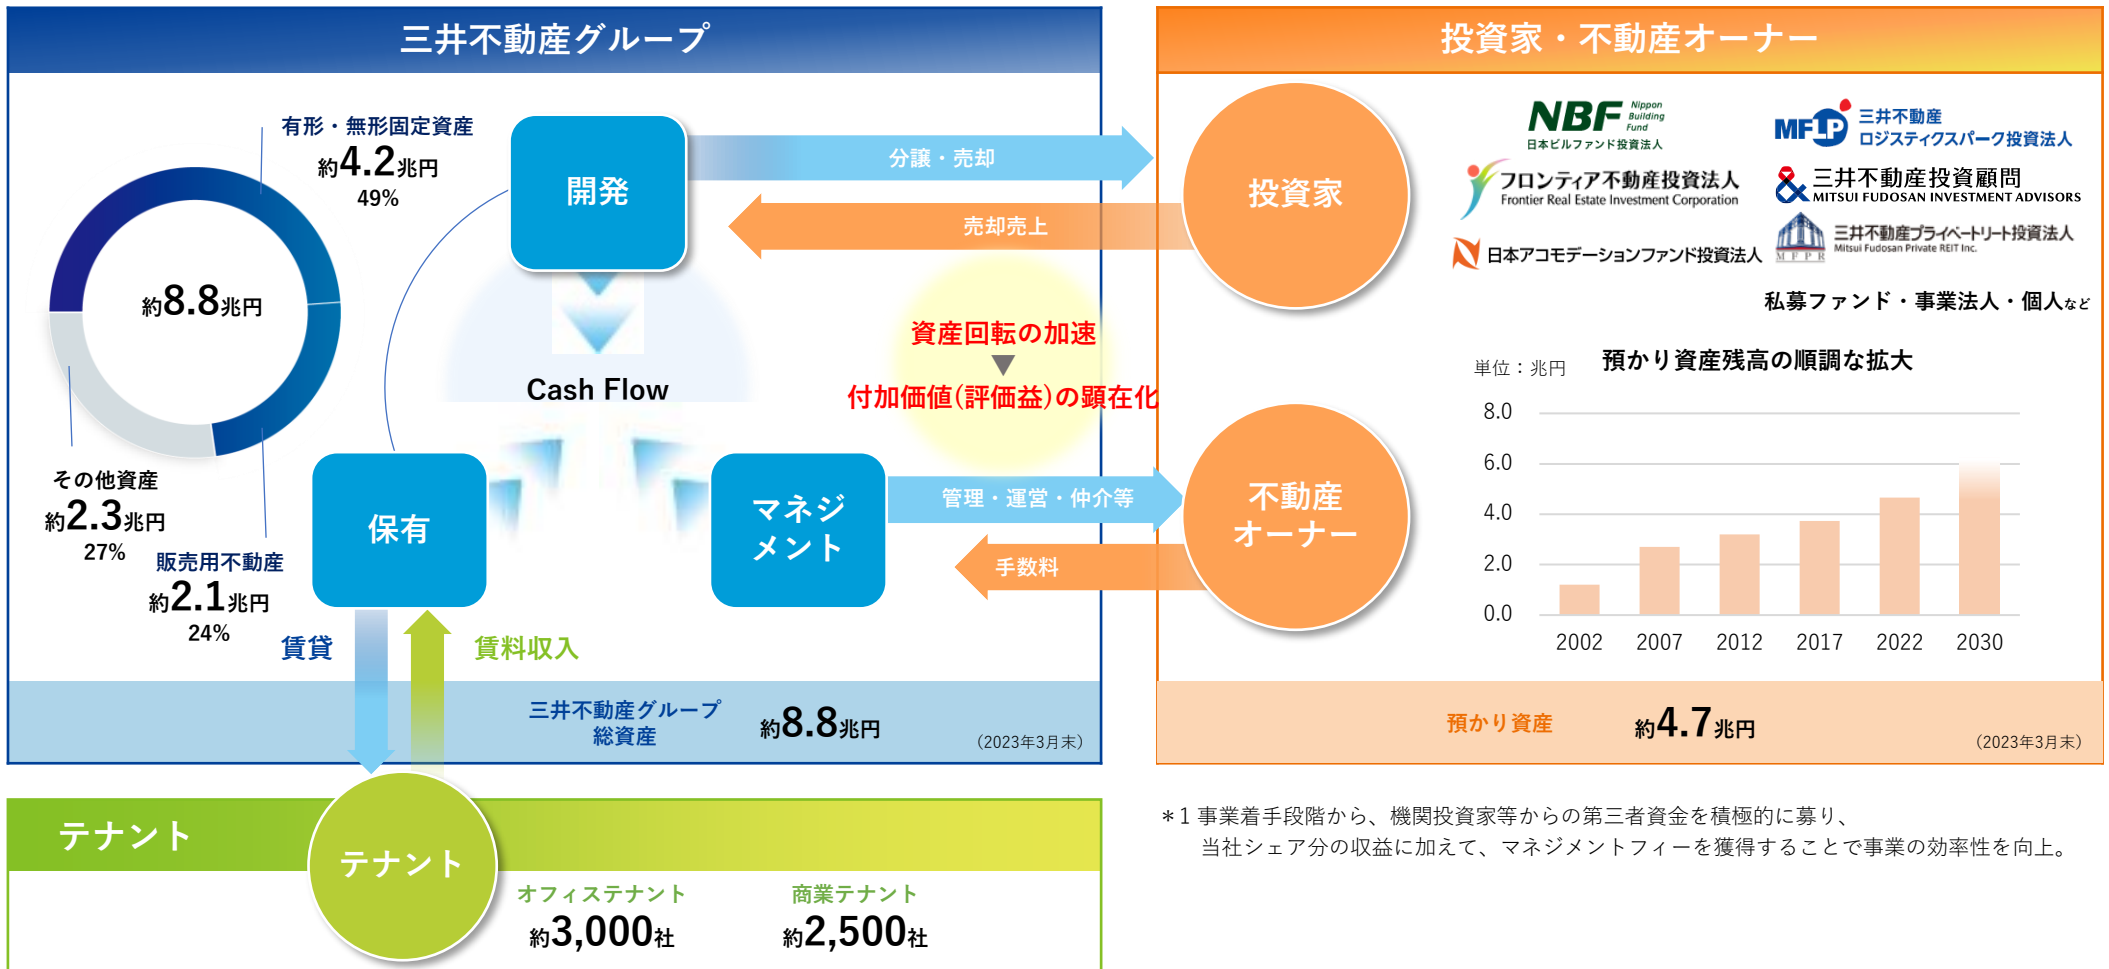 三井不動産グループ
有形・無形固定資産
約4.2兆円
49%
約8.8兆円
その他資産
約2.3兆円
27%
販売用不動産
約2.1兆円
24%
開発
Cash Flow
保有
マネジ
メント
分譲・売却
売却売上
資産回転の加速
付加価値(評価益)の顕在化
管理・運営・仲介等
手数料
賃貸
賃料収入
三井不動産グループ
総資産
約8.8兆円
（2023年3月末）
投資家・不動産オーナー
投資家
不動産
オーナー
NBF Nippon
Building
Fund
日本ビルファンド投資法人
MFLP 三井不動産
ロジスティクスパーク投資法人
フロンティア不動産投資法人
Frontier Real Estate Investment Corporation
三井不動産投資顧問
MITSUI FUDOSAN INVESTMENT ADVISORS
日本アコモデーションファンド投資法人
三井不動産プライベートリート投資法人
Mitsui Fudosan Private REIT Inc.
MFPR
私募ファンド・事業法人・個人など
単位：兆円
預かり資産残高の順調な拡大
8.0
6.0
4.0
2.0
0.0
2002 2007 2012 2017 2022 2030
預かり資産
約4.7兆円
（2023年3月末）
テナント
テナント
オフィステナント
約3,000社
商業テナント
約2,500社
＊1 事業着手段階から、機関投資家等からの第三者資金を積極的に募り、
当社シェア分の収益に加えて、マネジメントフィーを獲得することで事業の効率性を向上。